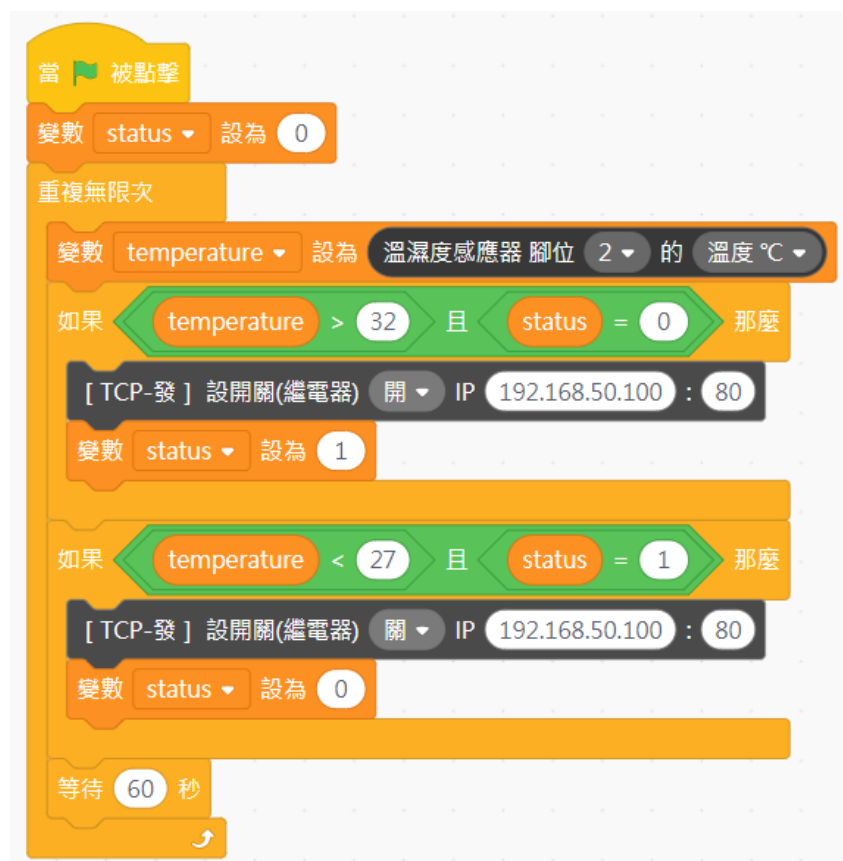 當 被點擊
變數 status 設為 0
重複無限次
變數 temperature 設為 溫濕度感應器 腳位 2 的 溫度 ℃
如果 temperature > 32 且 status = 0 那麼
[ TCP-發 ] 設開關(繼電器) 開 IP 192.168.50.100 : 80
變數 status 設為 1
如果 temperature < 27 且 status = 1 那麼
[ TCP-發 ] 設開關(繼電器) 關 IP 192.168.50.100 : 80
變數 status 設為 0
等待 60 秒